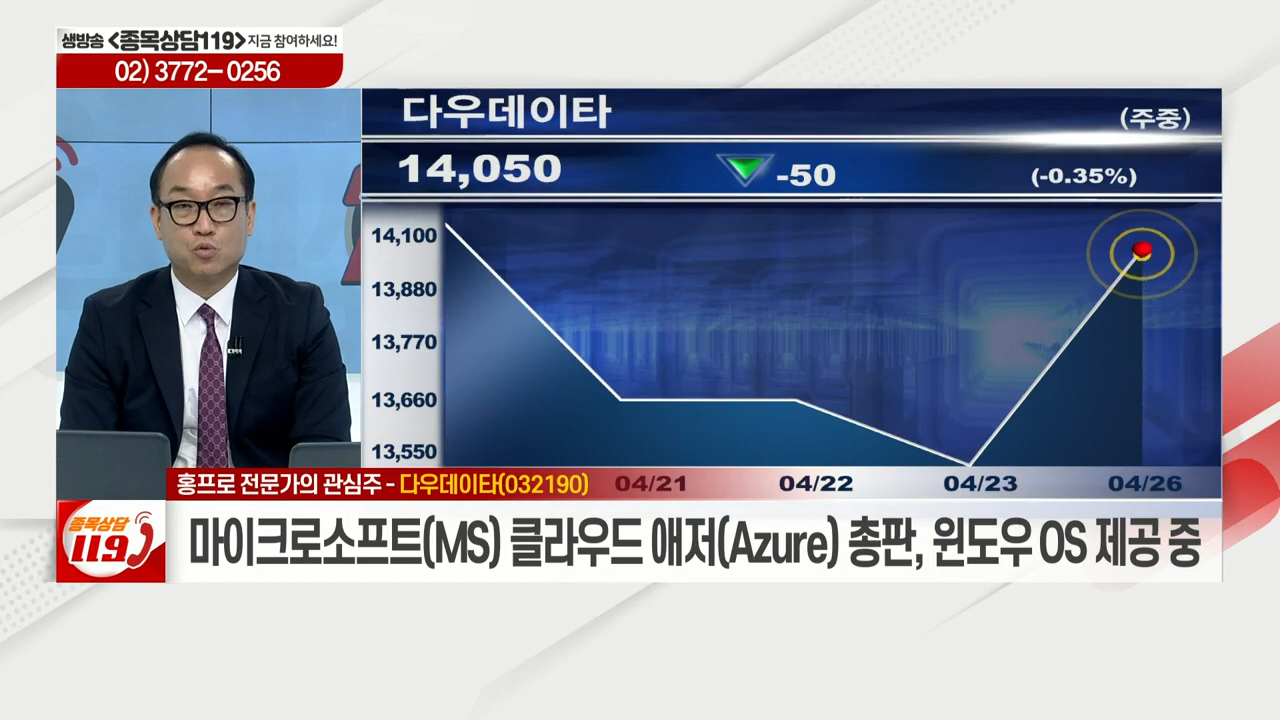 생방송 <종목상담119> 지금 참여하세요!
02) 3772-0256
다우데이타 (주중)
14,050 -50 (-0.35%)
14,100
13,880
13,770
13,660
13,550
04/21 04/22 04/23 04/26
홍프로 전문가의 관심주 - 다우데이타(032190)
종목상담
119
마이크로소프트(MS) 클라우드 애저(Azure) 총판, 윈도우 OS 제공 중